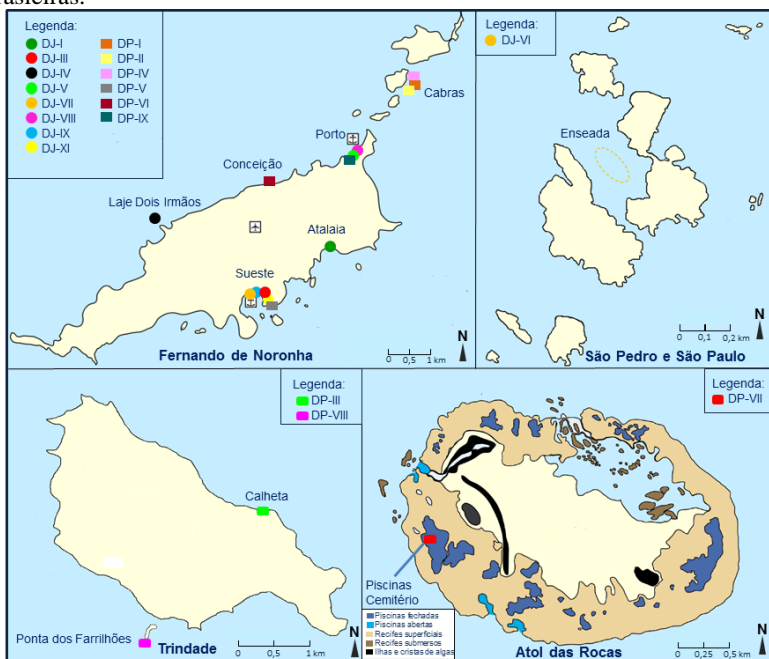 Legenda:
DJ-I DP-I
DJ-III DP-II
DJ-IV DP-IV
DJ-V DP-V
DJ-VII DP-VI
DJ-VIII DP-IX
DJ-IX
DJ-XI
Cabras
Porto
Conceição
Laje Dois Irmãos
Atalaia
Sueste
N
0 0,5 1 km
Fernando de Noronha
Legenda:
DJ-VI
Enseada
N
0 0,1 0,2 km
São Pedro e São Paulo
Legenda:
DP-III
DP-VIII
Calheta
Ponta dos Farrilhões
Trindade
0 0,5 1 km
N
Legenda:
DP-VII
Piscinas
Cemitério
Piscinas fechadas
Piscinas abertas
Recifes superficiais
Recifes submersos
Ilhas e cristas de algas
Atol das Rocas
0 0,25 0,5 km
N